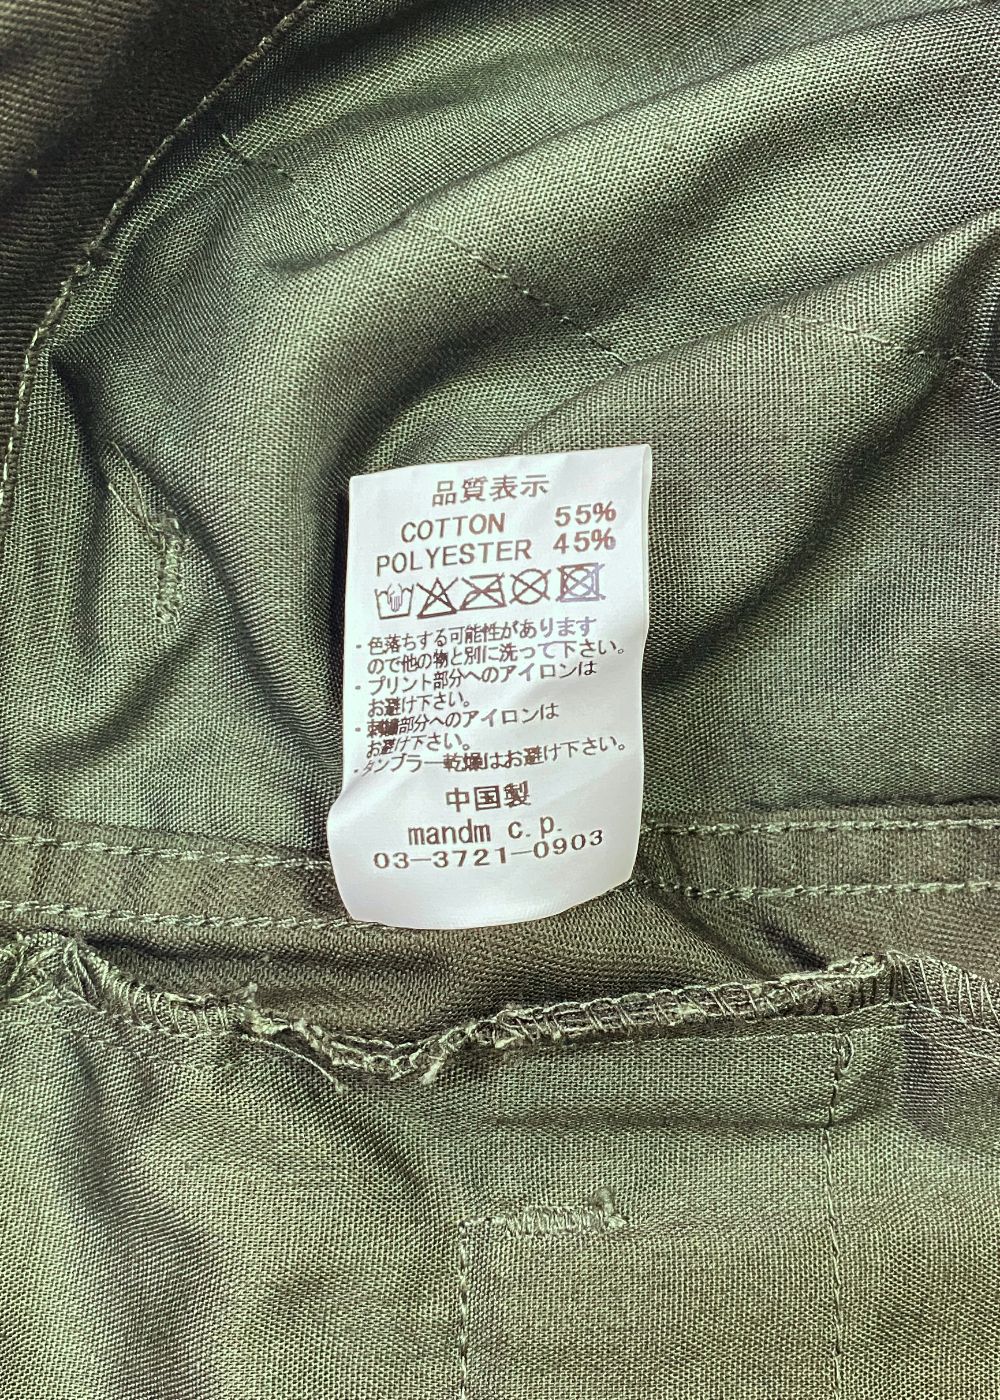 品質表示
COTTON 55%
POLYESTER 45%
・色落ちする可能性があります
ので他の物と別に洗って下さい。
・プリント部分へのアイロンは
お避け下さい。
・刺繍部分へのアイロンは
お避け下さい。
・タンブラー乾燥はお避け下さい。
中国製
mandm c.p.
03-3721-0903